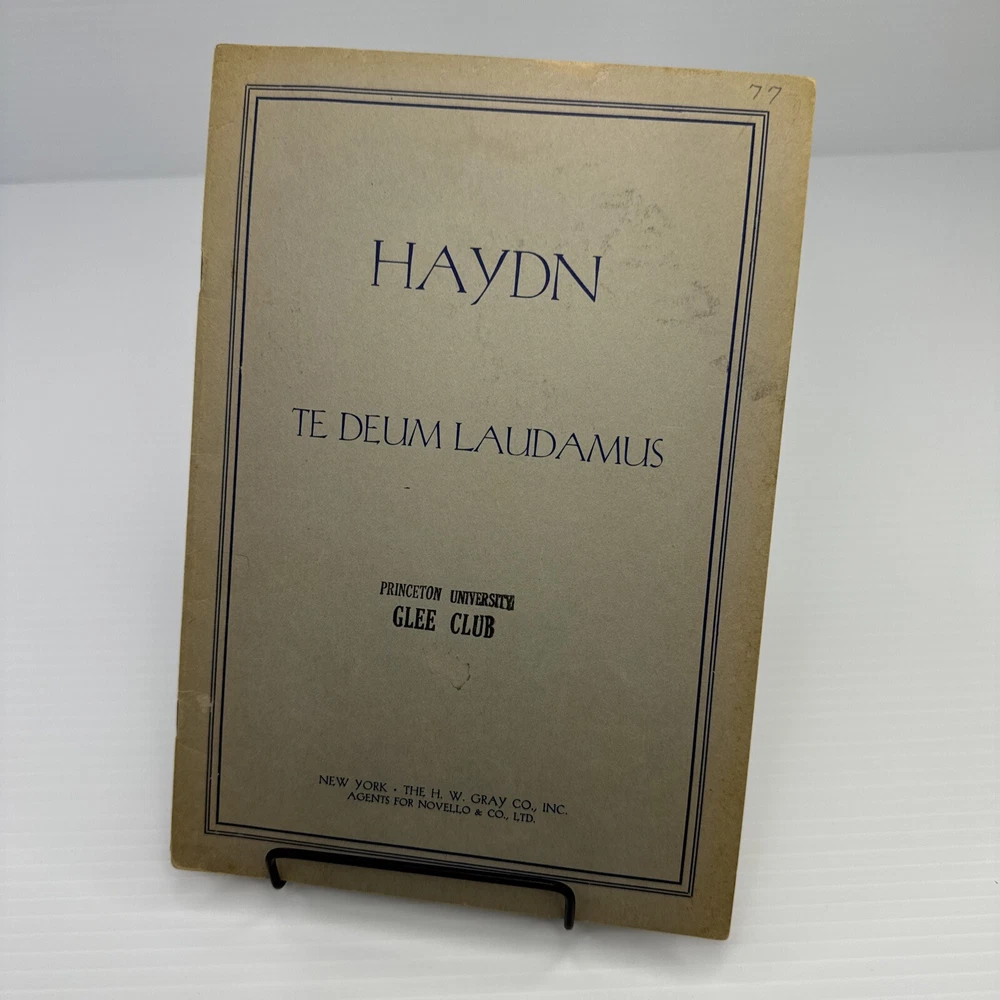 77
HAYDN
TE DEUM LAUDAMUS
PRINCETON UNIVERSITY
GLEE CLUB
NEW YORK • THE H. W. GRAY CO., INC.
AGENTS FOR NOVELLO & CO., LTD.